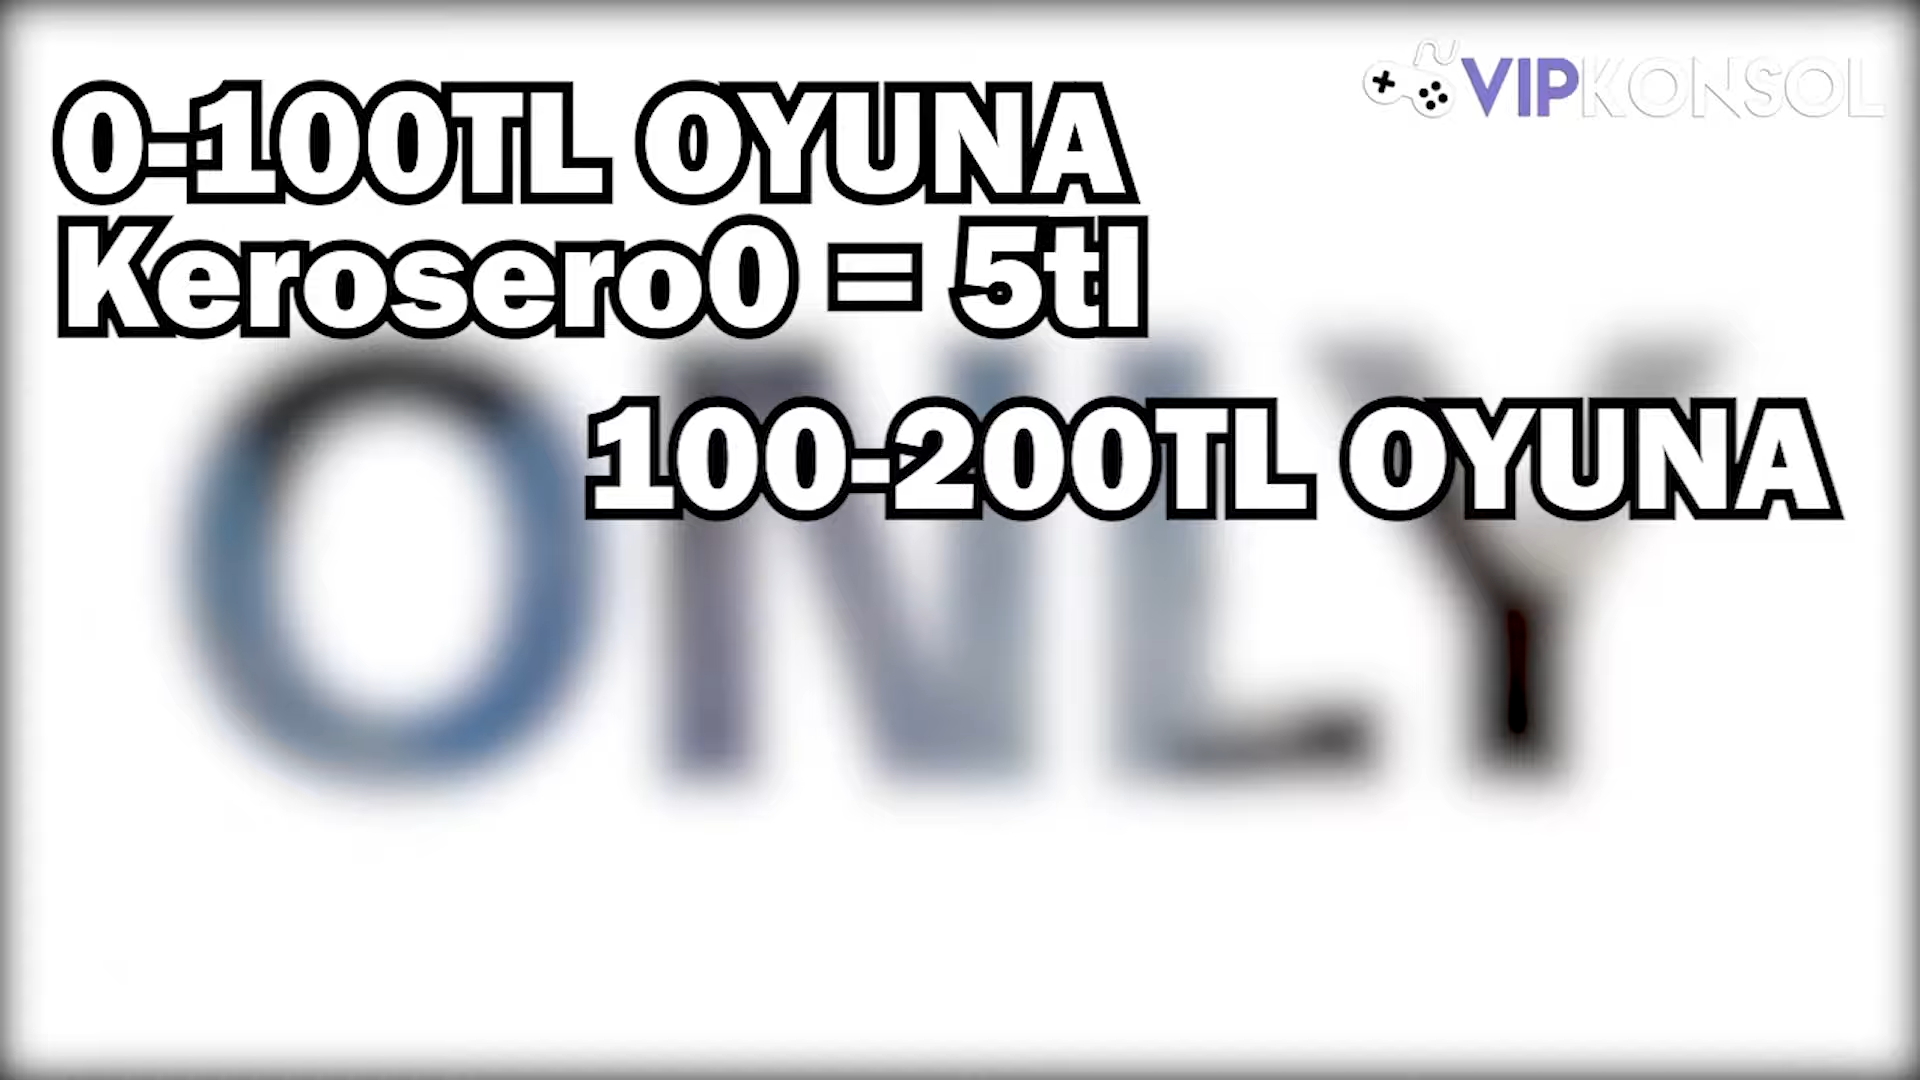 VIPKONSOL
0-100TL OYUNA
Kerosero0 = 5tl
100-200TL OYUNA
ONLY